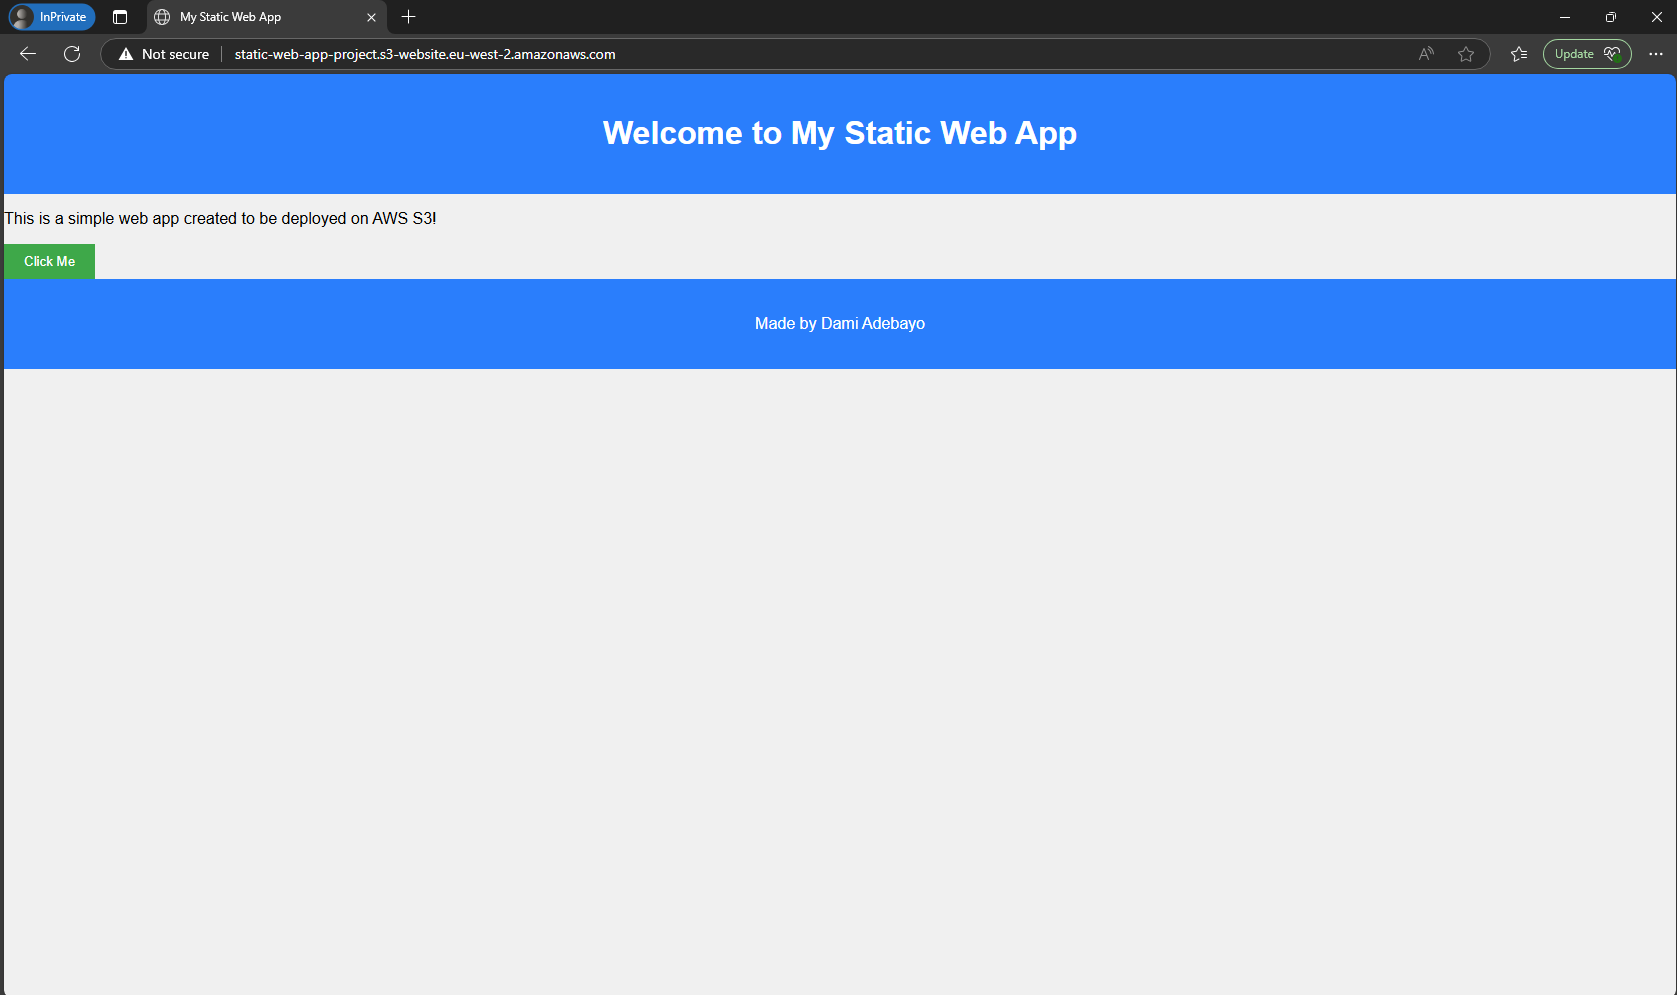 InPrivate
My Static Web App
Not secure
static-web-app-project.s3-website.eu-west-2.amazonaws.com
Update
Welcome to My Static Web App
This is a simple web app created to be deployed on AWS S3!
Click Me
Made by Dami Adebayo